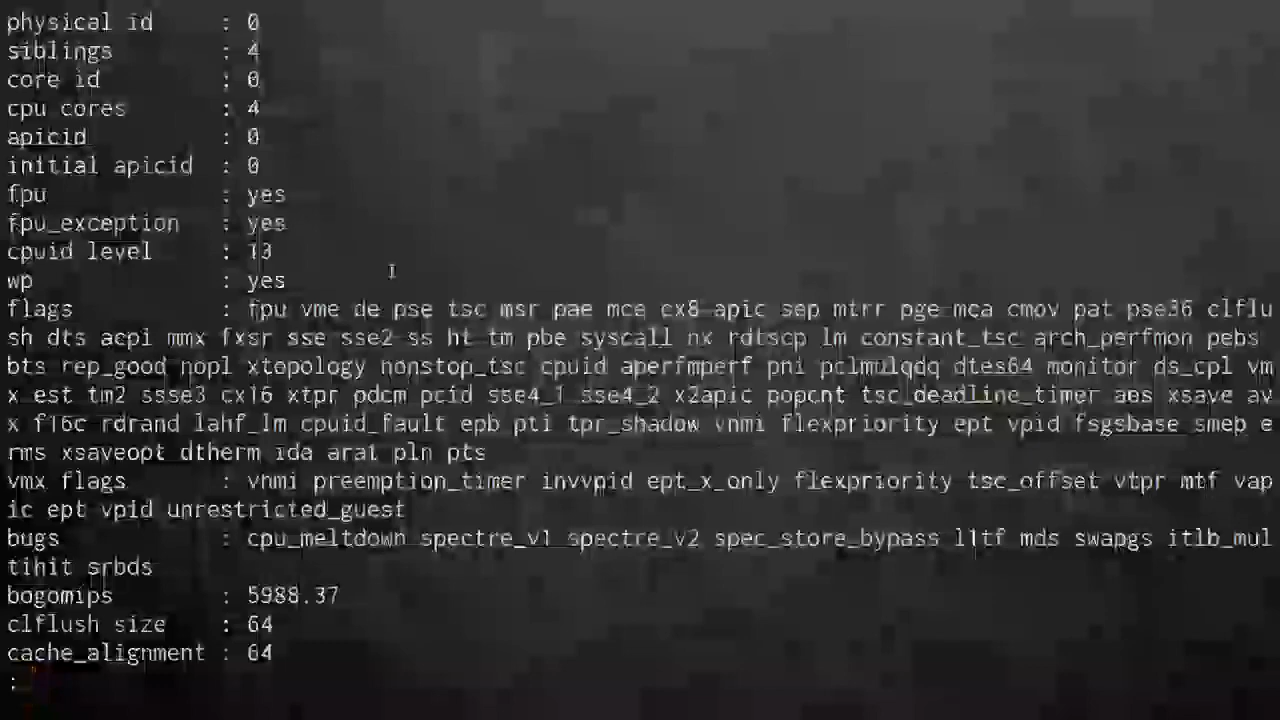 physical id     : 0
siblings        : 4
core id         : 0
cpu cores       : 4
apicid          : 0
initial apicid  : 0
fpu             : yes
fpu_exception   : yes
cpuid level     : 13
wp              : yes
flags           : fpu vme de pse tsc msr pae mce cx8 apic sep mtrr pge mca cmov pat pse36 clflu
sh dts acpi mmx fxsr sse sse2 ss ht tm pbe syscall nx rdtscp lm constant_tsc arch_perfmon pebs
bts rep_good nopl xtopology nonstop_tsc cpuid aperfmperf pni pclmulqdq dtes64 monitor ds_cpl vm
x est tm2 ssse3 cx16 xtpr pdcm pcid sse4_1 sse4_2 x2apic popcnt tsc_deadline_timer aes xsave av
x f16c rdrand lahf_lm cpuid_fault epb pti tpr_shadow vnmi flexpriority ept vpid fsgsbase smep e
rms xsaveopt dtherm ida arat pln pts
vmx flags       : vnmi preemption_timer invvpid ept_x_only flexpriority tsc_offset vtpr mtf vap
ic ept vpid unrestricted_guest
bugs            : cpu_meltdown spectre_v1 spectre_v2 spec_store_bypass l1tf mds swapgs itlb_mul
tihit srbds
bogomips        : 5988.37
clflush size    : 64
cache_alignment : 64
: